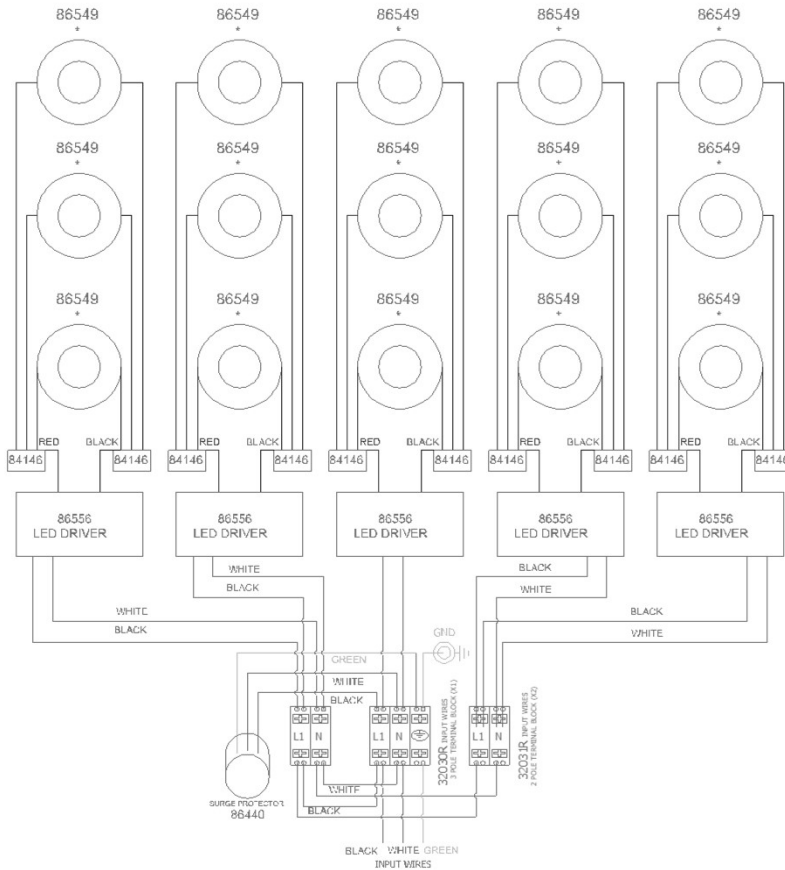 86549 86549 86549 86549 86549
* * * * *
86549 86549 86549 86549 86549
* * * * *
86549 86549 86549 86549 86549
* * * * *
RED BLACK RED BLACK RED BLACK RED BLACK RED BLACK
84146 84146 84146 84146 84146 84146 84146 84146 84146 84146
86556 86556 86556 86556 86556
LED DRIVER LED DRIVER LED DRIVER LED DRIVER LED DRIVER
WHITE BLACK
BLACK WHITE
WHITE BLACK
BLACK WHITE
GND
GREEN
WHITE
BLACK
L1 N L1 N L1 N
32030R INPUT WIRES
3 POLE TERMINAL BLOCK (X1)
32031R INPUT WIRES
2 POLE TERMINAL BLOCK (X2)
WHITE
BLACK
SURGE PROTECTOR
86440
BLACK WHITE GREEN
INPUT WIRES